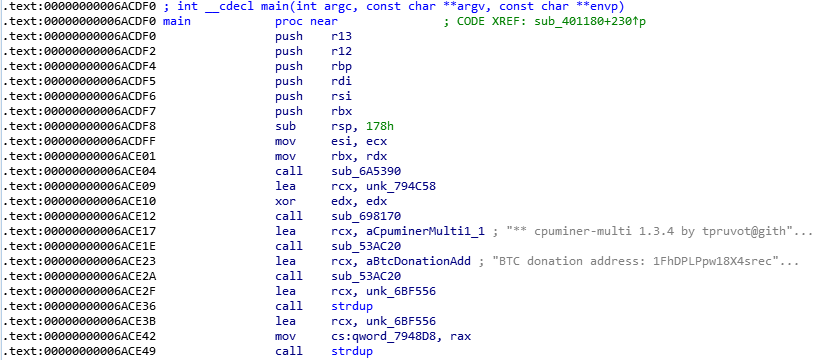 .text:00000000006ACDF0 ; int __cdecl main(int argc, const char **argv, const char **envp)
.text:00000000006ACDF0 main proc near ; CODE XREF: sub_401180+230↑p
.text:00000000006ACDF0 push r13
.text:00000000006ACDF2 push r12
.text:00000000006ACDF4 push rbp
.text:00000000006ACDF5 push rdi
.text:00000000006ACDF6 push rsi
.text:00000000006ACDF7 push rbx
.text:00000000006ACDF8 sub rsp, 178h
.text:00000000006ACDFF mov esi, ecx
.text:00000000006ACE01 mov rbx, rdx
.text:00000000006ACE04 call sub_6A5390
.text:00000000006ACE09 lea rcx, unk_794C58
.text:00000000006ACE10 xor edx, edx
.text:00000000006ACE12 call sub_698170
.text:00000000006ACE17 lea rcx, aCpuminerMulti1_1 ; "** cpuminer-multi 1.3.4 by tpruvot@gith"...
.text:00000000006ACE1E call sub_53AC20
.text:00000000006ACE23 lea rcx, aBtcDonationAdd ; "BTC donation address: 1FhDPLPpw18X4srec"...
.text:00000000006ACE2A call sub_53AC20
.text:00000000006ACE2F lea rcx, unk_6BF556
.text:00000000006ACE36 call strdup
.text:00000000006ACE3B lea rcx, unk_6BF556
.text:00000000006ACE42 mov cs:qword_7948D8, rax
.text:00000000006ACE49 call strdup